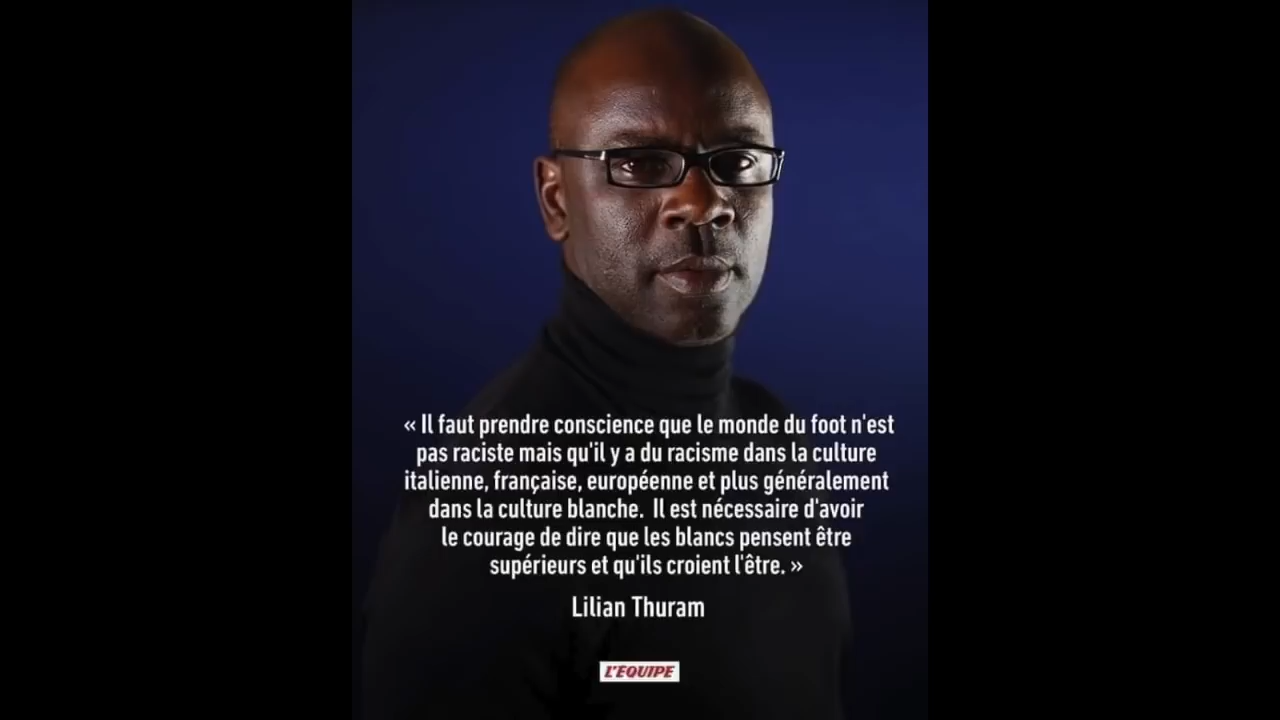 « Il faut prendre conscience que le monde du foot n'est
pas raciste mais qu'il y a du racisme dans la culture
italienne, française, européenne et plus généralement
dans la culture blanche. Il est nécessaire d'avoir
le courage de dire que les blancs pensent être
supérieurs et qu'ils croient l'être. »
Lilian Thuram
L'ÉQUIPE